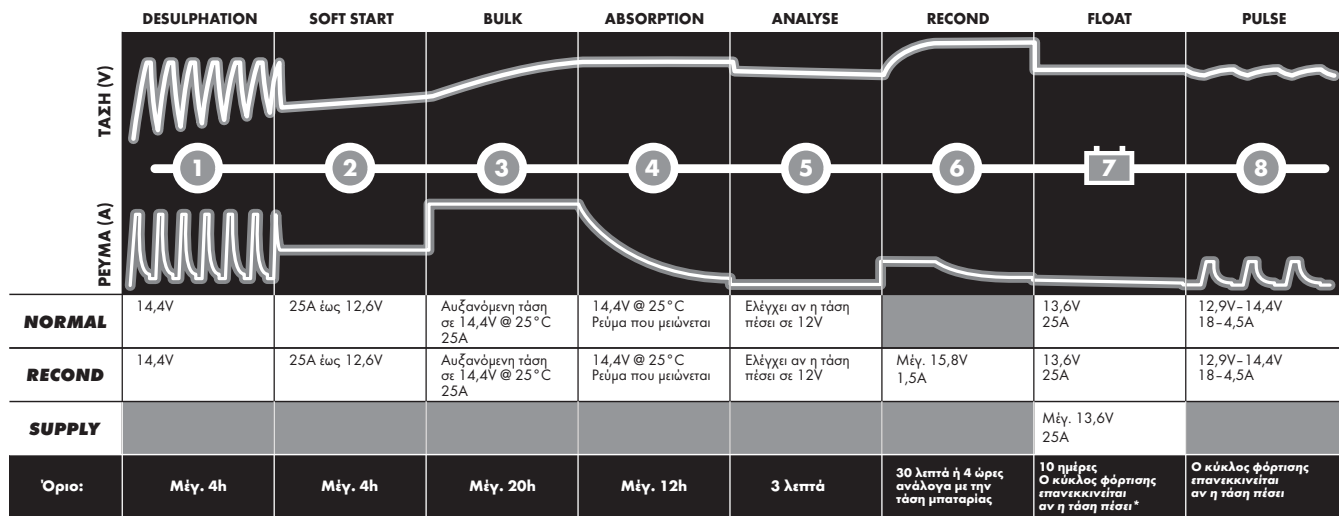 DESULPHATION SOFT START BULK ABSORPTION ANALYSE RECOND FLOAT PULSE
ΤΑΣΗ (V)
1 2 3 4 5 6 7 8
ΡΕΥΜΑ (A)
NORMAL
14,4V
25A έως 12,6V
Αυξανόμενη τάση
σε 14,4V @ 25°C
25A
14,4V @ 25°C
Ρεύμα που μειώνεται
Ελέγχει αν η τάση
πέσει σε 12V
13,6V
25A
12,9V–14,4V
18–4,5A
RECOND
14,4V
25A έως 12,6V
Αυξανόμενη τάση
σε 14,4V @ 25°C
25A
14,4V @ 25°C
Ρεύμα που μειώνεται
Ελέγχει αν η τάση
πέσει σε 12V
Μέγ. 15,8V
1,5A
13,6V
25A
12,9V–14,4V
18–4,5A
SUPPLY
Μέγ. 13,6V
25A
Όριο:
Μέγ. 4h
Μέγ. 4h
Μέγ. 20h
Μέγ. 12h
3 λεπτά
30 λεπτά ή 4 ώρες
ανάλογα με την
τάση μπαταρίας
10 ημέρες
Ο κύκλος φόρτισης
επανεκκινείται
αν η τάση πέσει*
Ο κύκλος φόρτισης
επανεκκινείται
αν η τάση πέσει